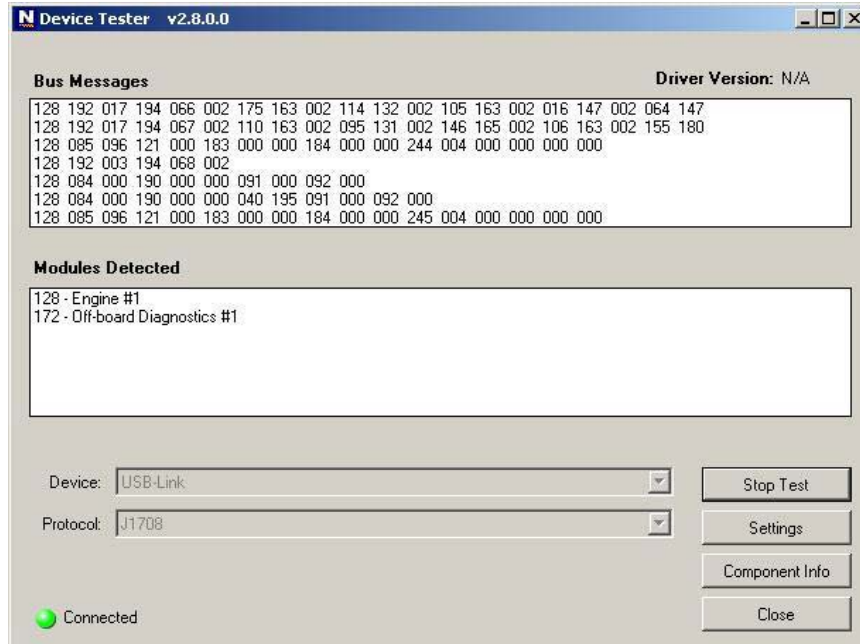 N Device Tester v2.8.0.0
Bus Messages
Driver Version: N/A
128 192 017 194 066 002 175 163 002 114 132 002 105 163 002 016 147 002 064 147
128 192 017 194 067 002 110 163 002 095 131 002 146 165 002 106 163 002 155 180
128 085 096 121 000 183 000 000 184 000 000 244 004 000 000 000 000
128 192 003 194 068 002
128 084 000 190 000 000 091 000 092 000
128 084 000 190 000 000 040 195 091 000 092 000
128 085 096 121 000 183 000 000 184 000 000 245 004 000 000 000 000
Modules Detected
128 - Engine #1
172 - Off-board Diagnostics #1
Device: USB-Link
Stop Test
Protocol: J1708
Settings
Component Info
Connected
Close